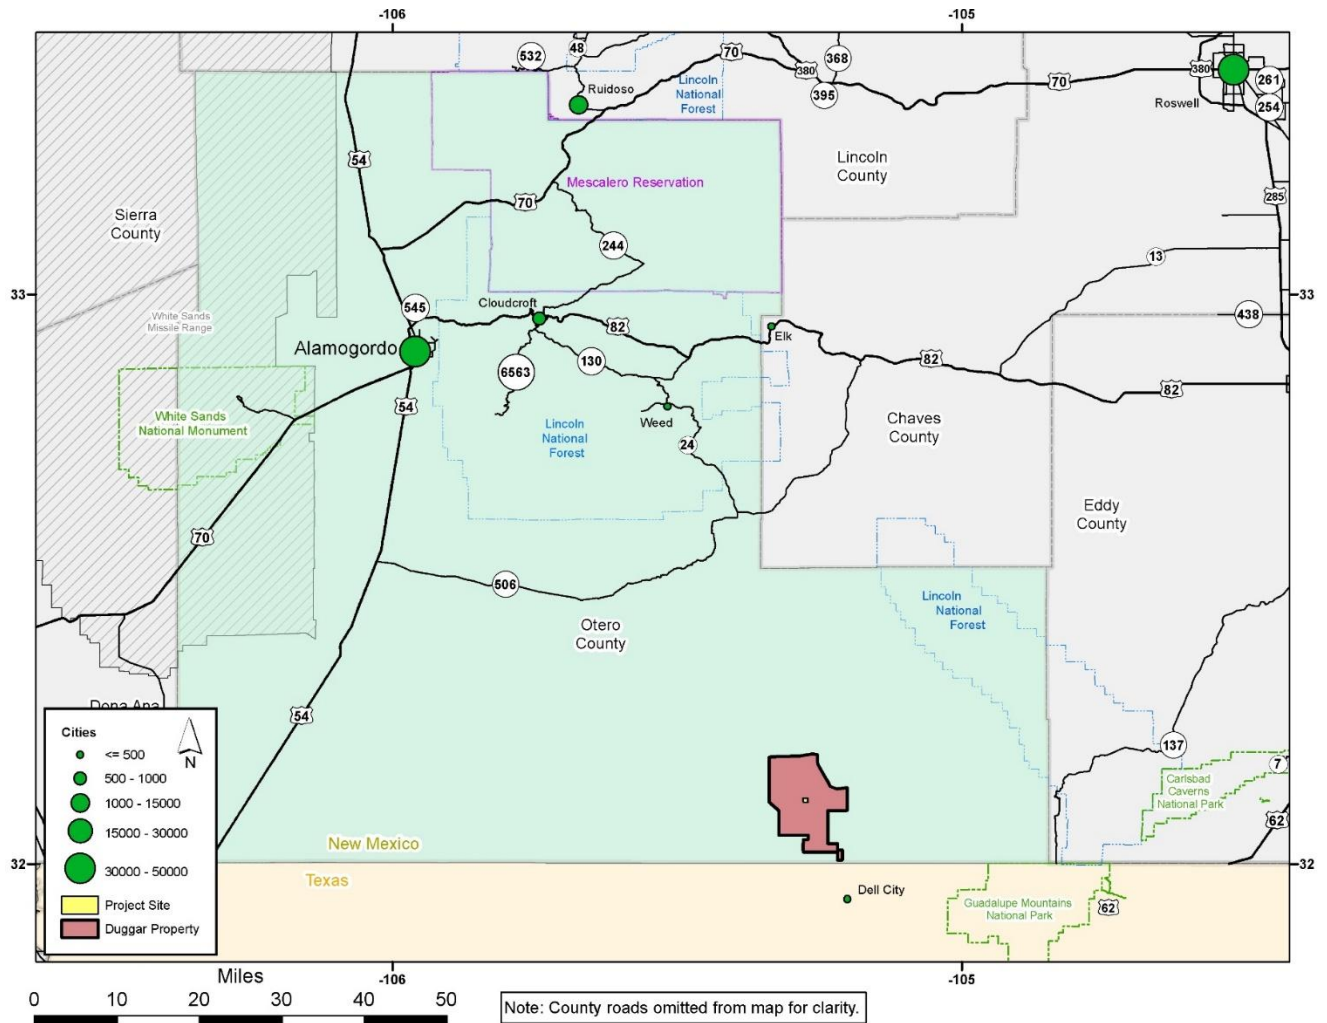 -106
-105
532
48
70
368
380
395
70
380
261
254
Roswell
Ruidoso
Lincoln
National
Forest
54
Lincoln
County
Mescalero Reservation
285
Sierra
County
70
244
13
33
545
Cloudcroft
33
438
White Sands
Missile Range
82
Elk
Alamogordo
130
82
6563
82
54
White Sands
National Monument
Weed
Lincoln
National
Forest
24
Chaves
County
Eddy
County
70
506
Lincoln
National
Forest
Otero
County
54
137
7
Carlsbad
Caverns
National Park
62
Dona Ana
Cities
N
<= 500
500 - 1000
1000 - 15000
15000 - 30000
30000 - 50000
Project Site
Duggar Property
New Mexico
Texas
32
Dell City
Guadalupe Mountains
National Park
62
Miles
-106
-105
0 10 20 30 40 50
Note: County roads omitted from map for clarity.